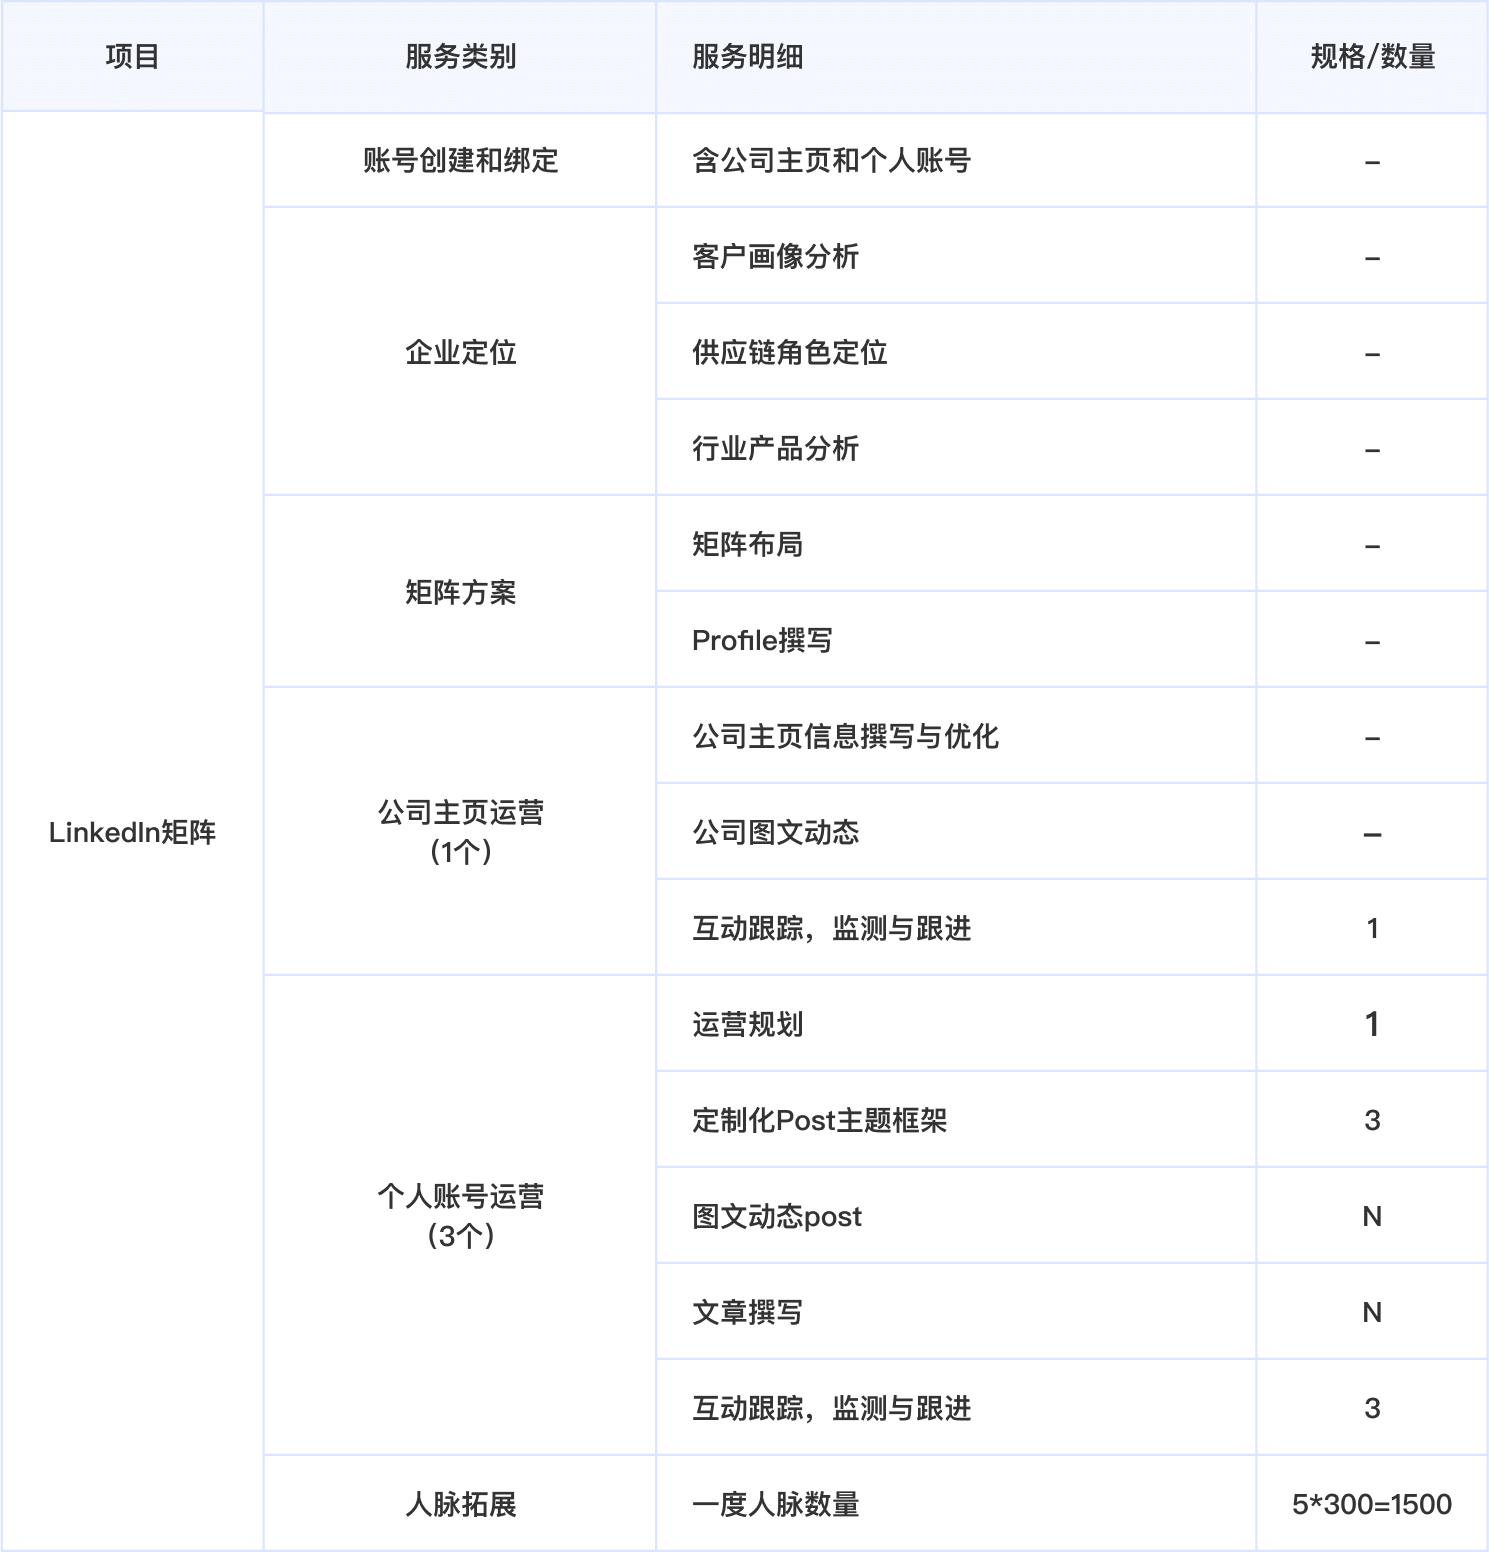 项目 服务类别 服务明细 规格/数量
账号创建和绑定 含公司主页和个人账号 –
客户画像分析 –
企业定位 供应链角色定位 –
行业产品分析 –
矩阵布局 –
矩阵方案
Profile撰写 –
公司主页信息撰写与优化 –
公司主页运营
(1个)
LinkedIn矩阵 公司图文动态 –
互动跟踪，监测与跟进 1
运营规划 1
定制化Post主题框架 3
个人账号运营
(3个)
图文动态post N
文章撰写 N
互动跟踪，监测与跟进 3
人脉拓展 一度人脉数量 5*300=1500